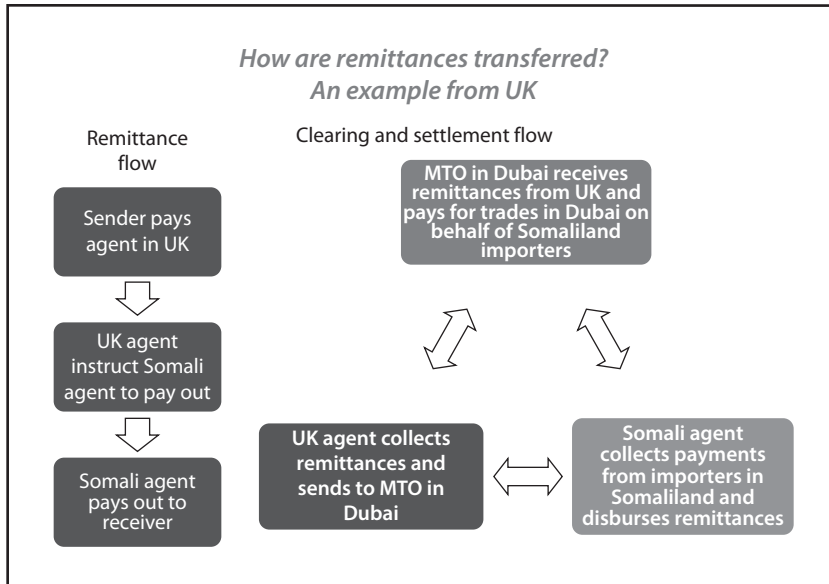 How are remittances transferred?
An example from UK
Remittance
flow
Sender pays
agent in UK
UK agent
instruct Somali
agent to pay out
Somali agent
pays out to
receiver
Clearing and settlement flow
MTO in Dubai receives
remittances from UK and
pays for trades in Dubai on
behalf of Somaliland
importers
UK agent collects
remittances and
sends to MTO in
Dubai
Somali agent
collects payments
from importers in
Somaliland and
disburses remittances